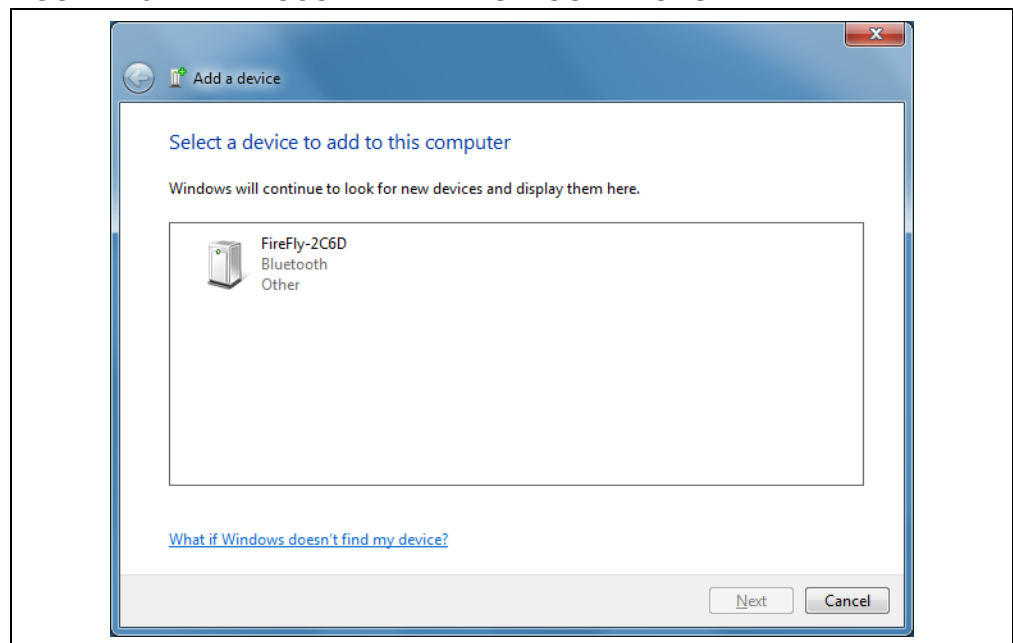 Add a device
Select a device to add to this computer
Windows will continue to look for new devices and display them here.
FireFly-2C6D
Bluetooth
Other
What if Windows doesn't find my device?
Next Cancel